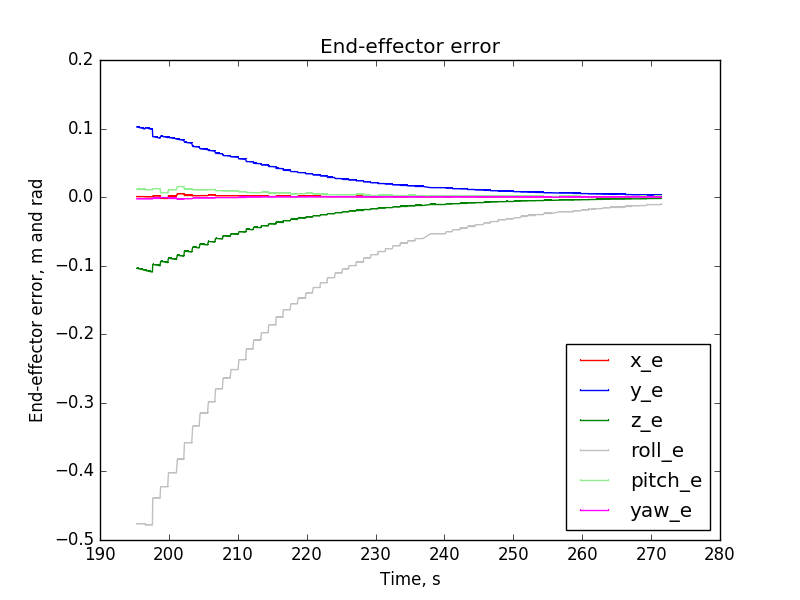 End-effector error
End-effector error, m and rad
0.2
0.1
0.0
−0.1
−0.2
−0.3
−0.4
−0.5
x_e
y_e
z_e
roll_e
pitch_e
yaw_e
190 200 210 220 230 240 250 260 270 280
Time, s